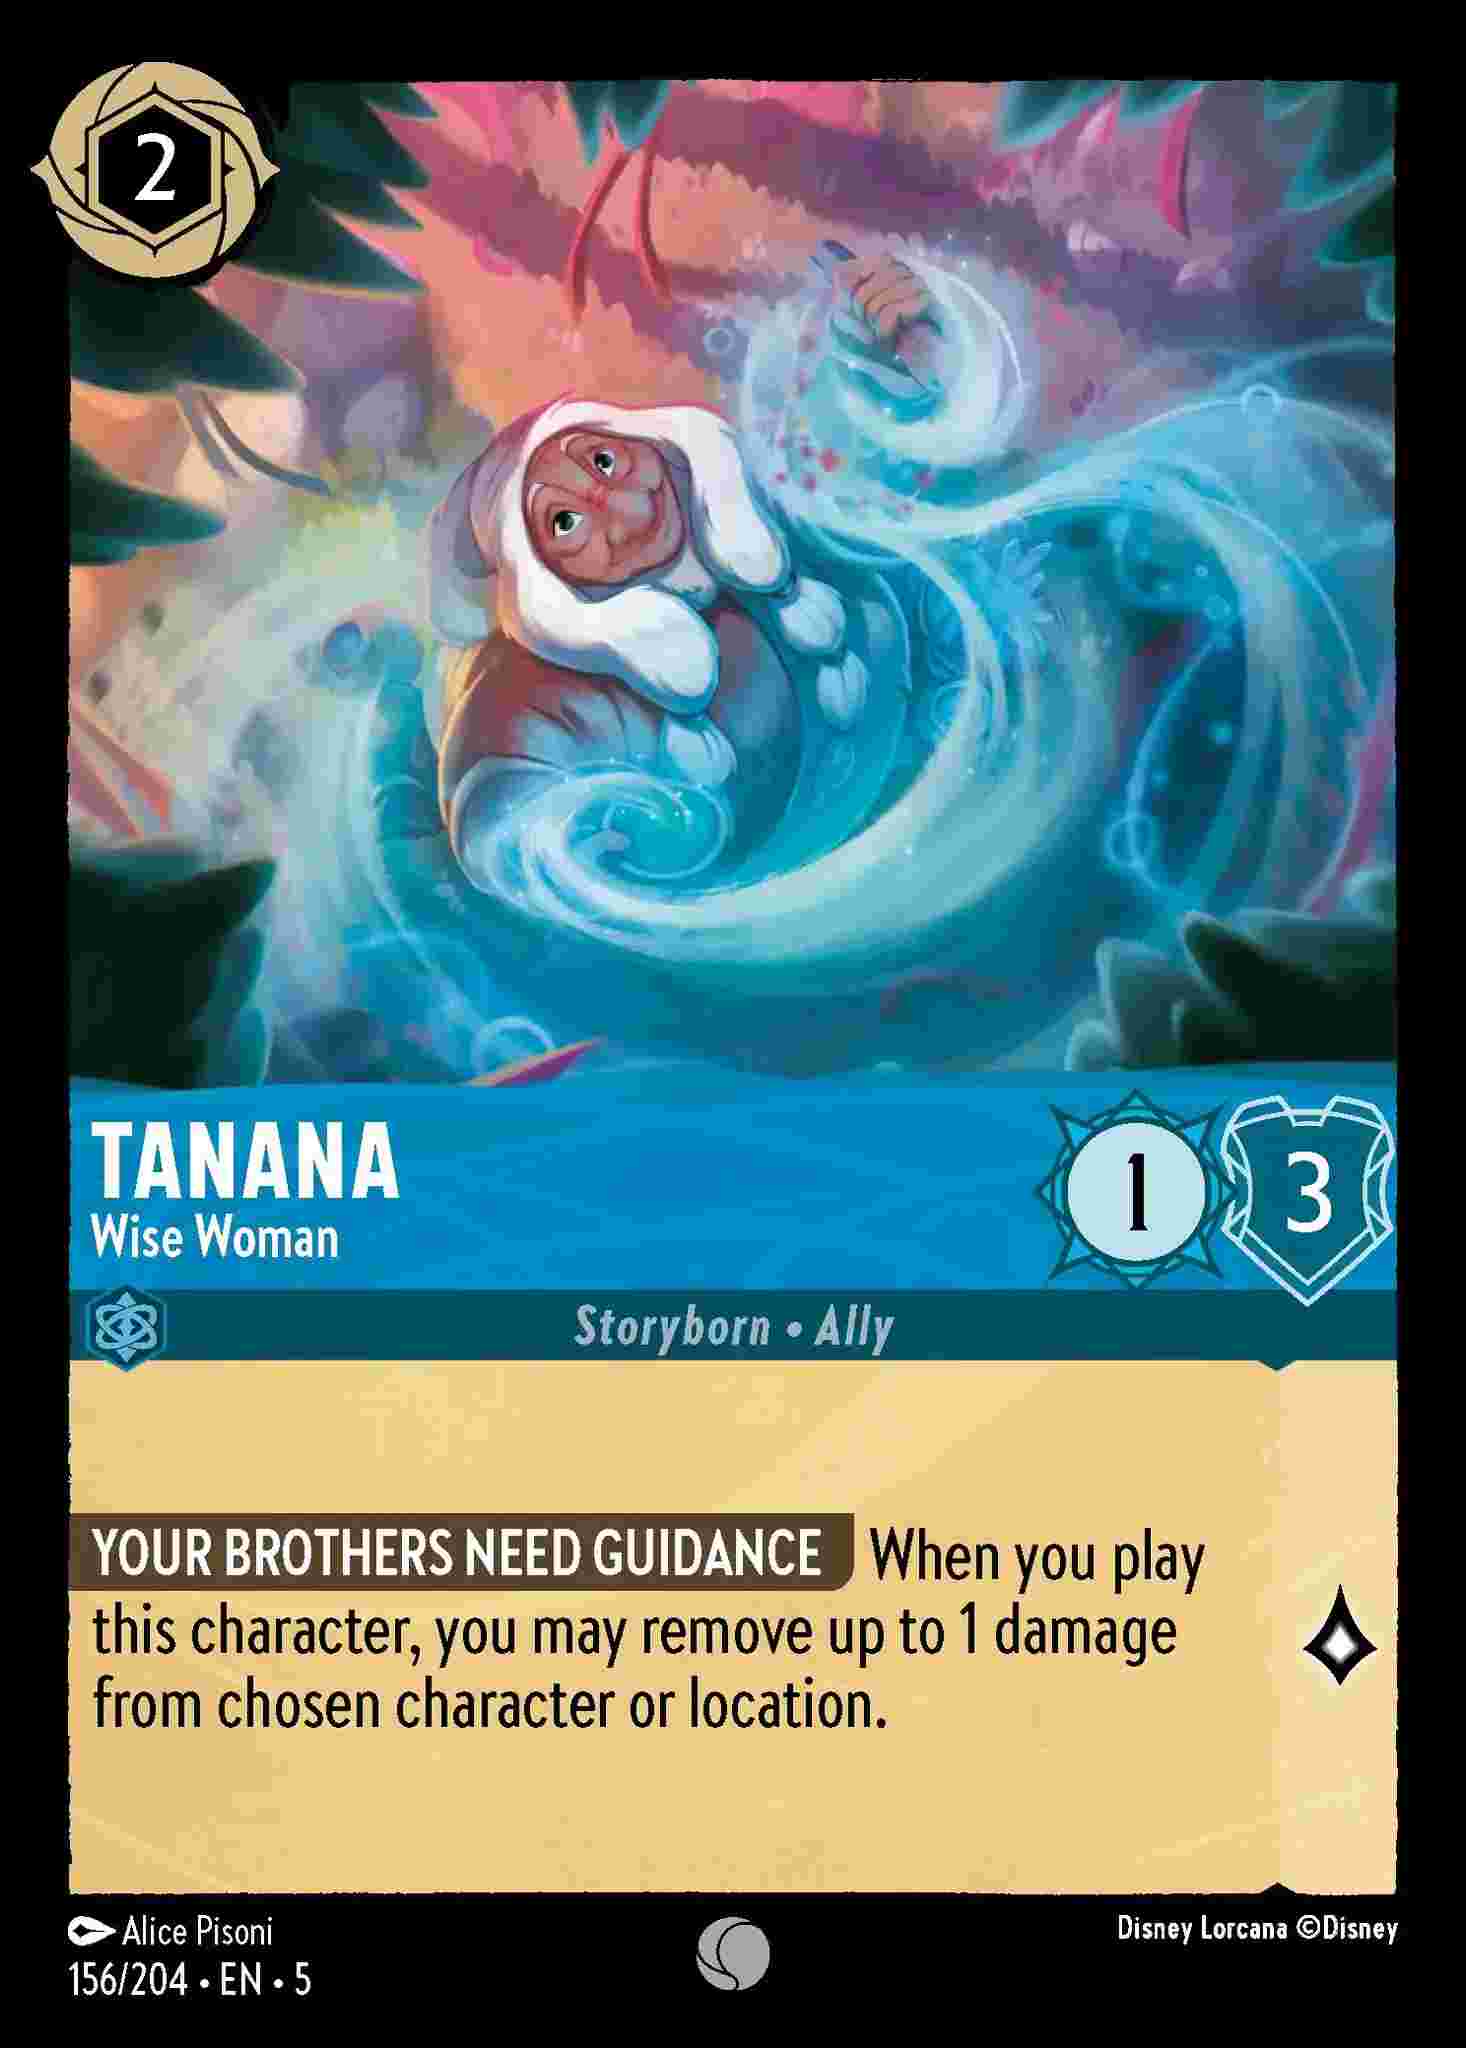 2
TANANA
Wise Woman
1
3
Storyborn • Ally
YOUR BROTHERS NEED GUIDANCE When you play
this character, you may remove up to 1 damage
from chosen character or location.
Alice Pisoni
156/204 • EN • 5
Disney Lorcana ©Disney